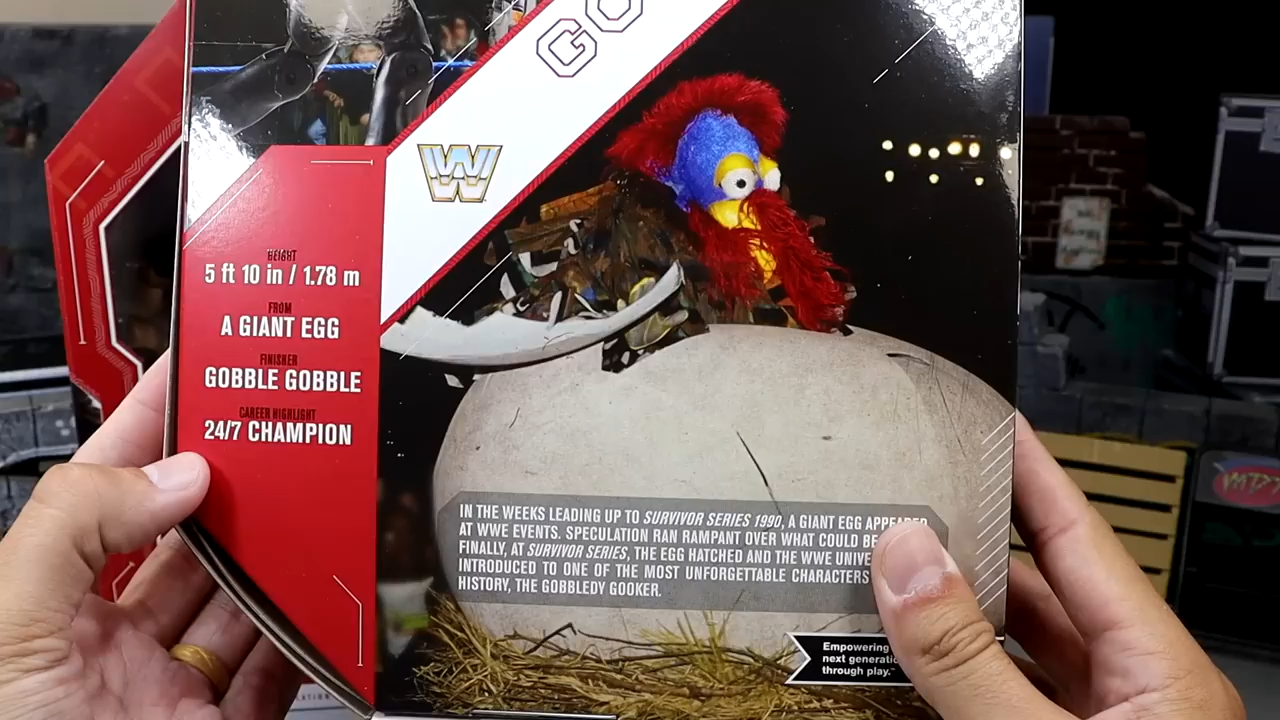 GO
HEIGHT
5 ft 10 in / 1.78 m
FROM
A GIANT EGG
FINISHER
GOBBLE GOBBLE
CAREER HIGHLIGHT
24/7 CHAMPION
IN THE WEEKS LEADING UP TO SURVIVOR SERIES 1990, A GIANT EGG APPEARED
AT WWE EVENTS. SPECULATION RAN RAMPANT OVER WHAT COULD BE
FINALLY, AT SURVIVOR SERIES, THE EGG HATCHED AND THE WWE UNIVE
INTRODUCED TO ONE OF THE MOST UNFORGETTABLE CHARACTERS
HISTORY, THE GOBBLEDY GOOKER.
Empowering
next generatio
through play.™